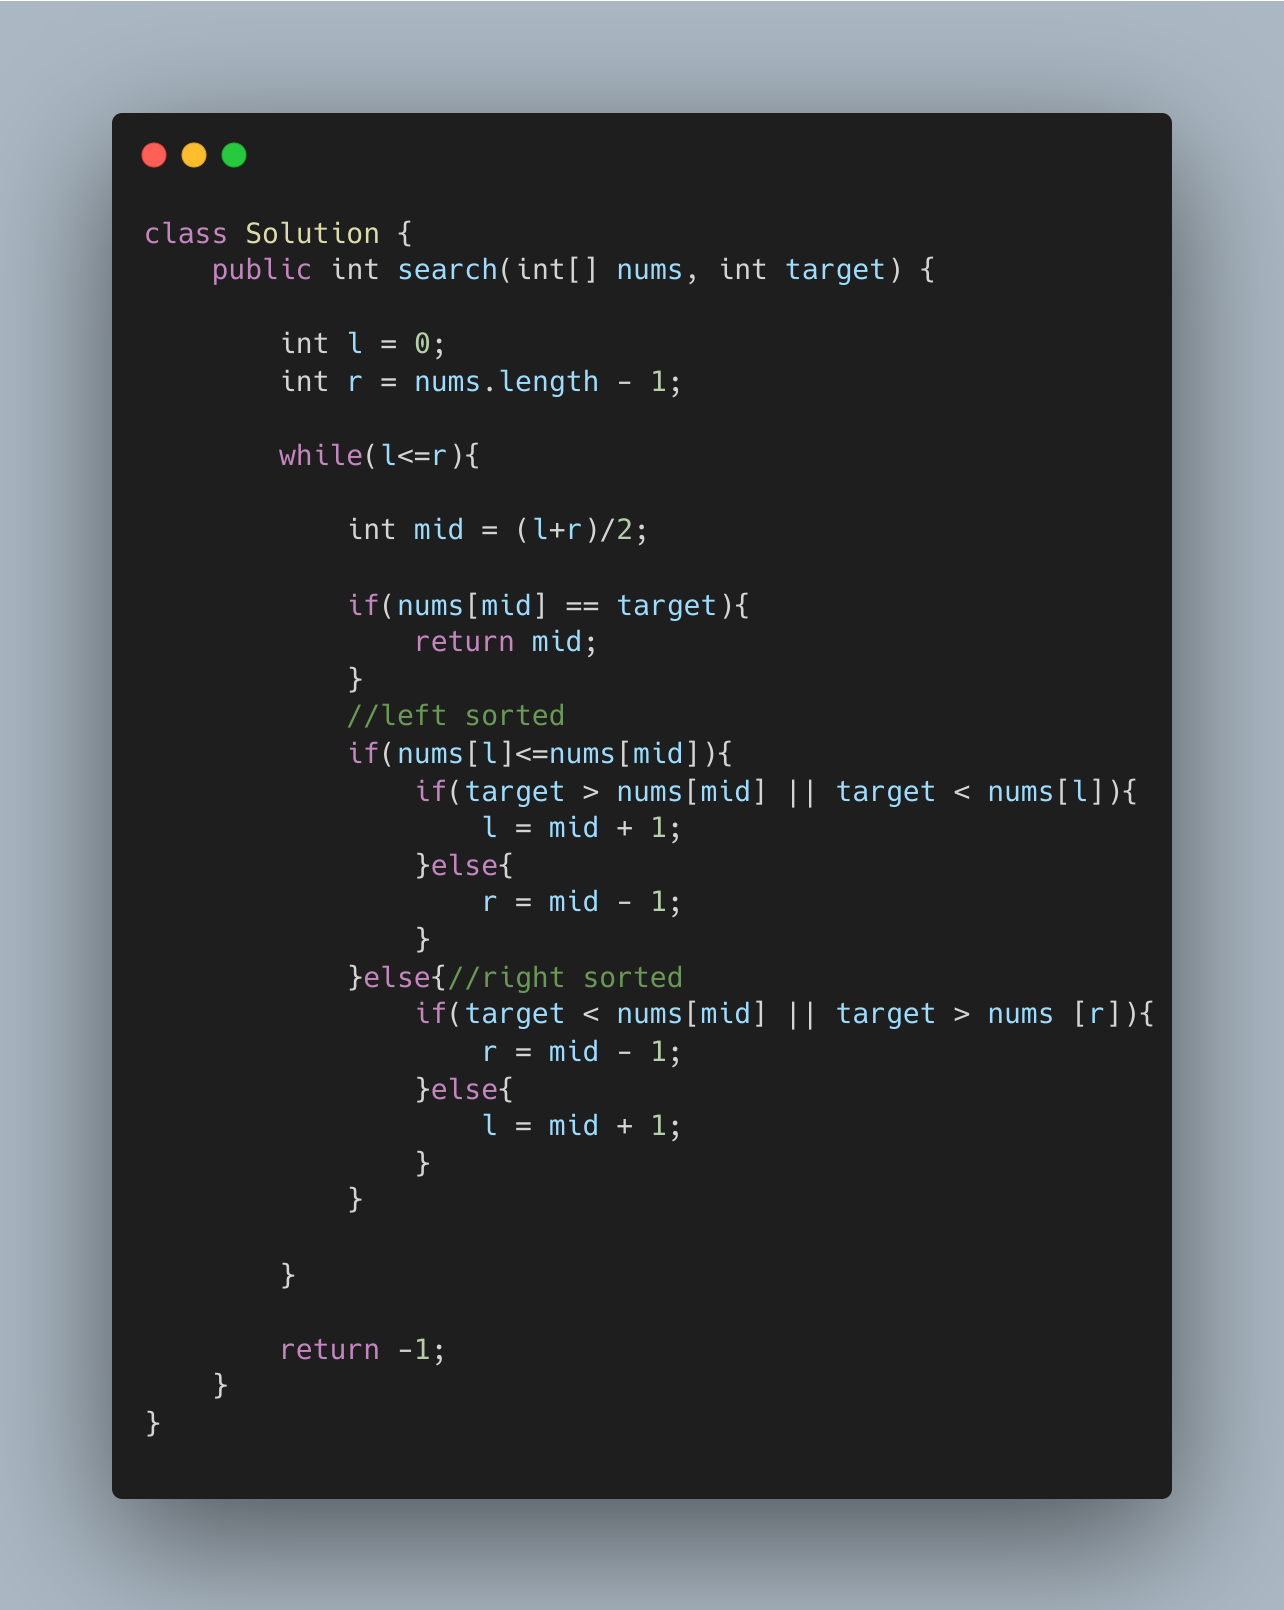 class Solution {
    public int search(int[] nums, int target) {

        int l = 0;
        int r = nums.length - 1;

        while(l<=r){

            int mid = (l+r)/2;

            if(nums[mid] == target){
                return mid;
            }
            //left sorted
            if(nums[l]<=nums[mid]){
                if(target > nums[mid] || target < nums[l]){
                    l = mid + 1;
                }else{
                    r = mid - 1;
                }
            }else{//right sorted
                if(target < nums[mid] || target > nums [r]){
                    r = mid - 1;
                }else{
                    l = mid + 1;
                }
            }

        }

        return -1;
    }
}